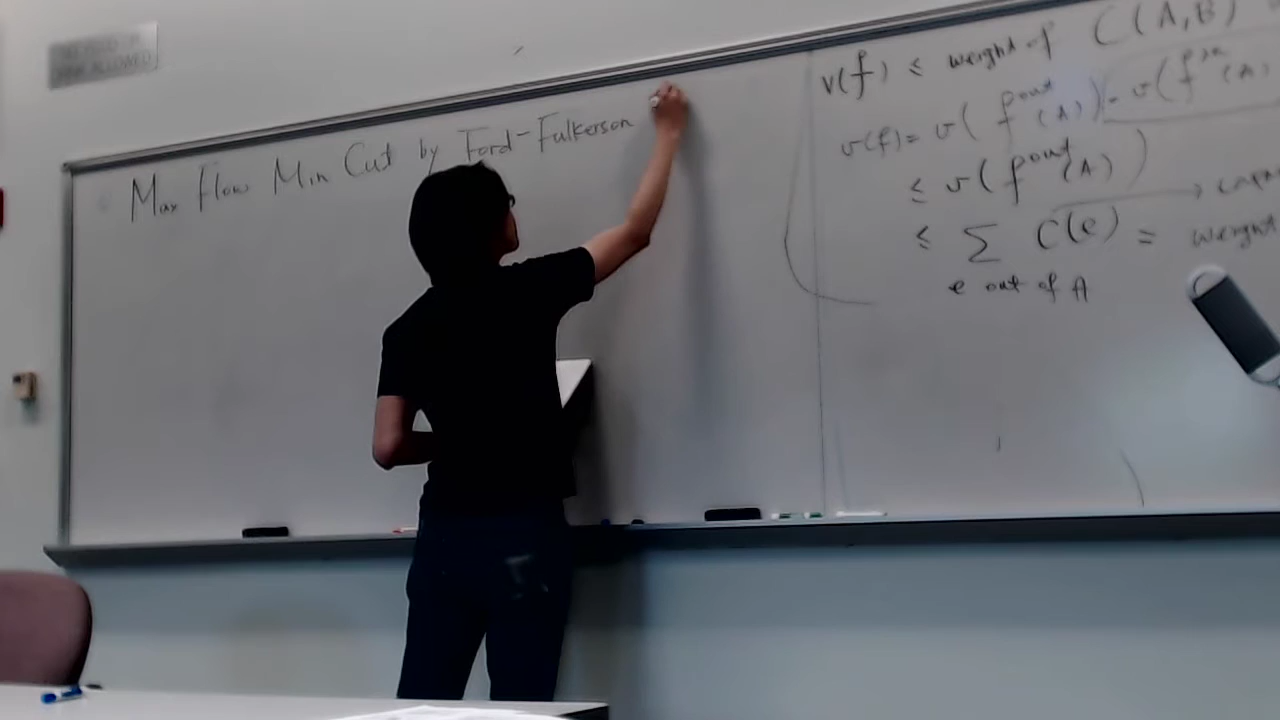 Max flow Min Cut by Ford-Fulkerson
v(f) ≤ weight of C(A,B)
v(f) = v(f^out(A)) - v(f^in(A)
≤ v(f^out(A))
≤ Σ C(e) = weight
e out of A